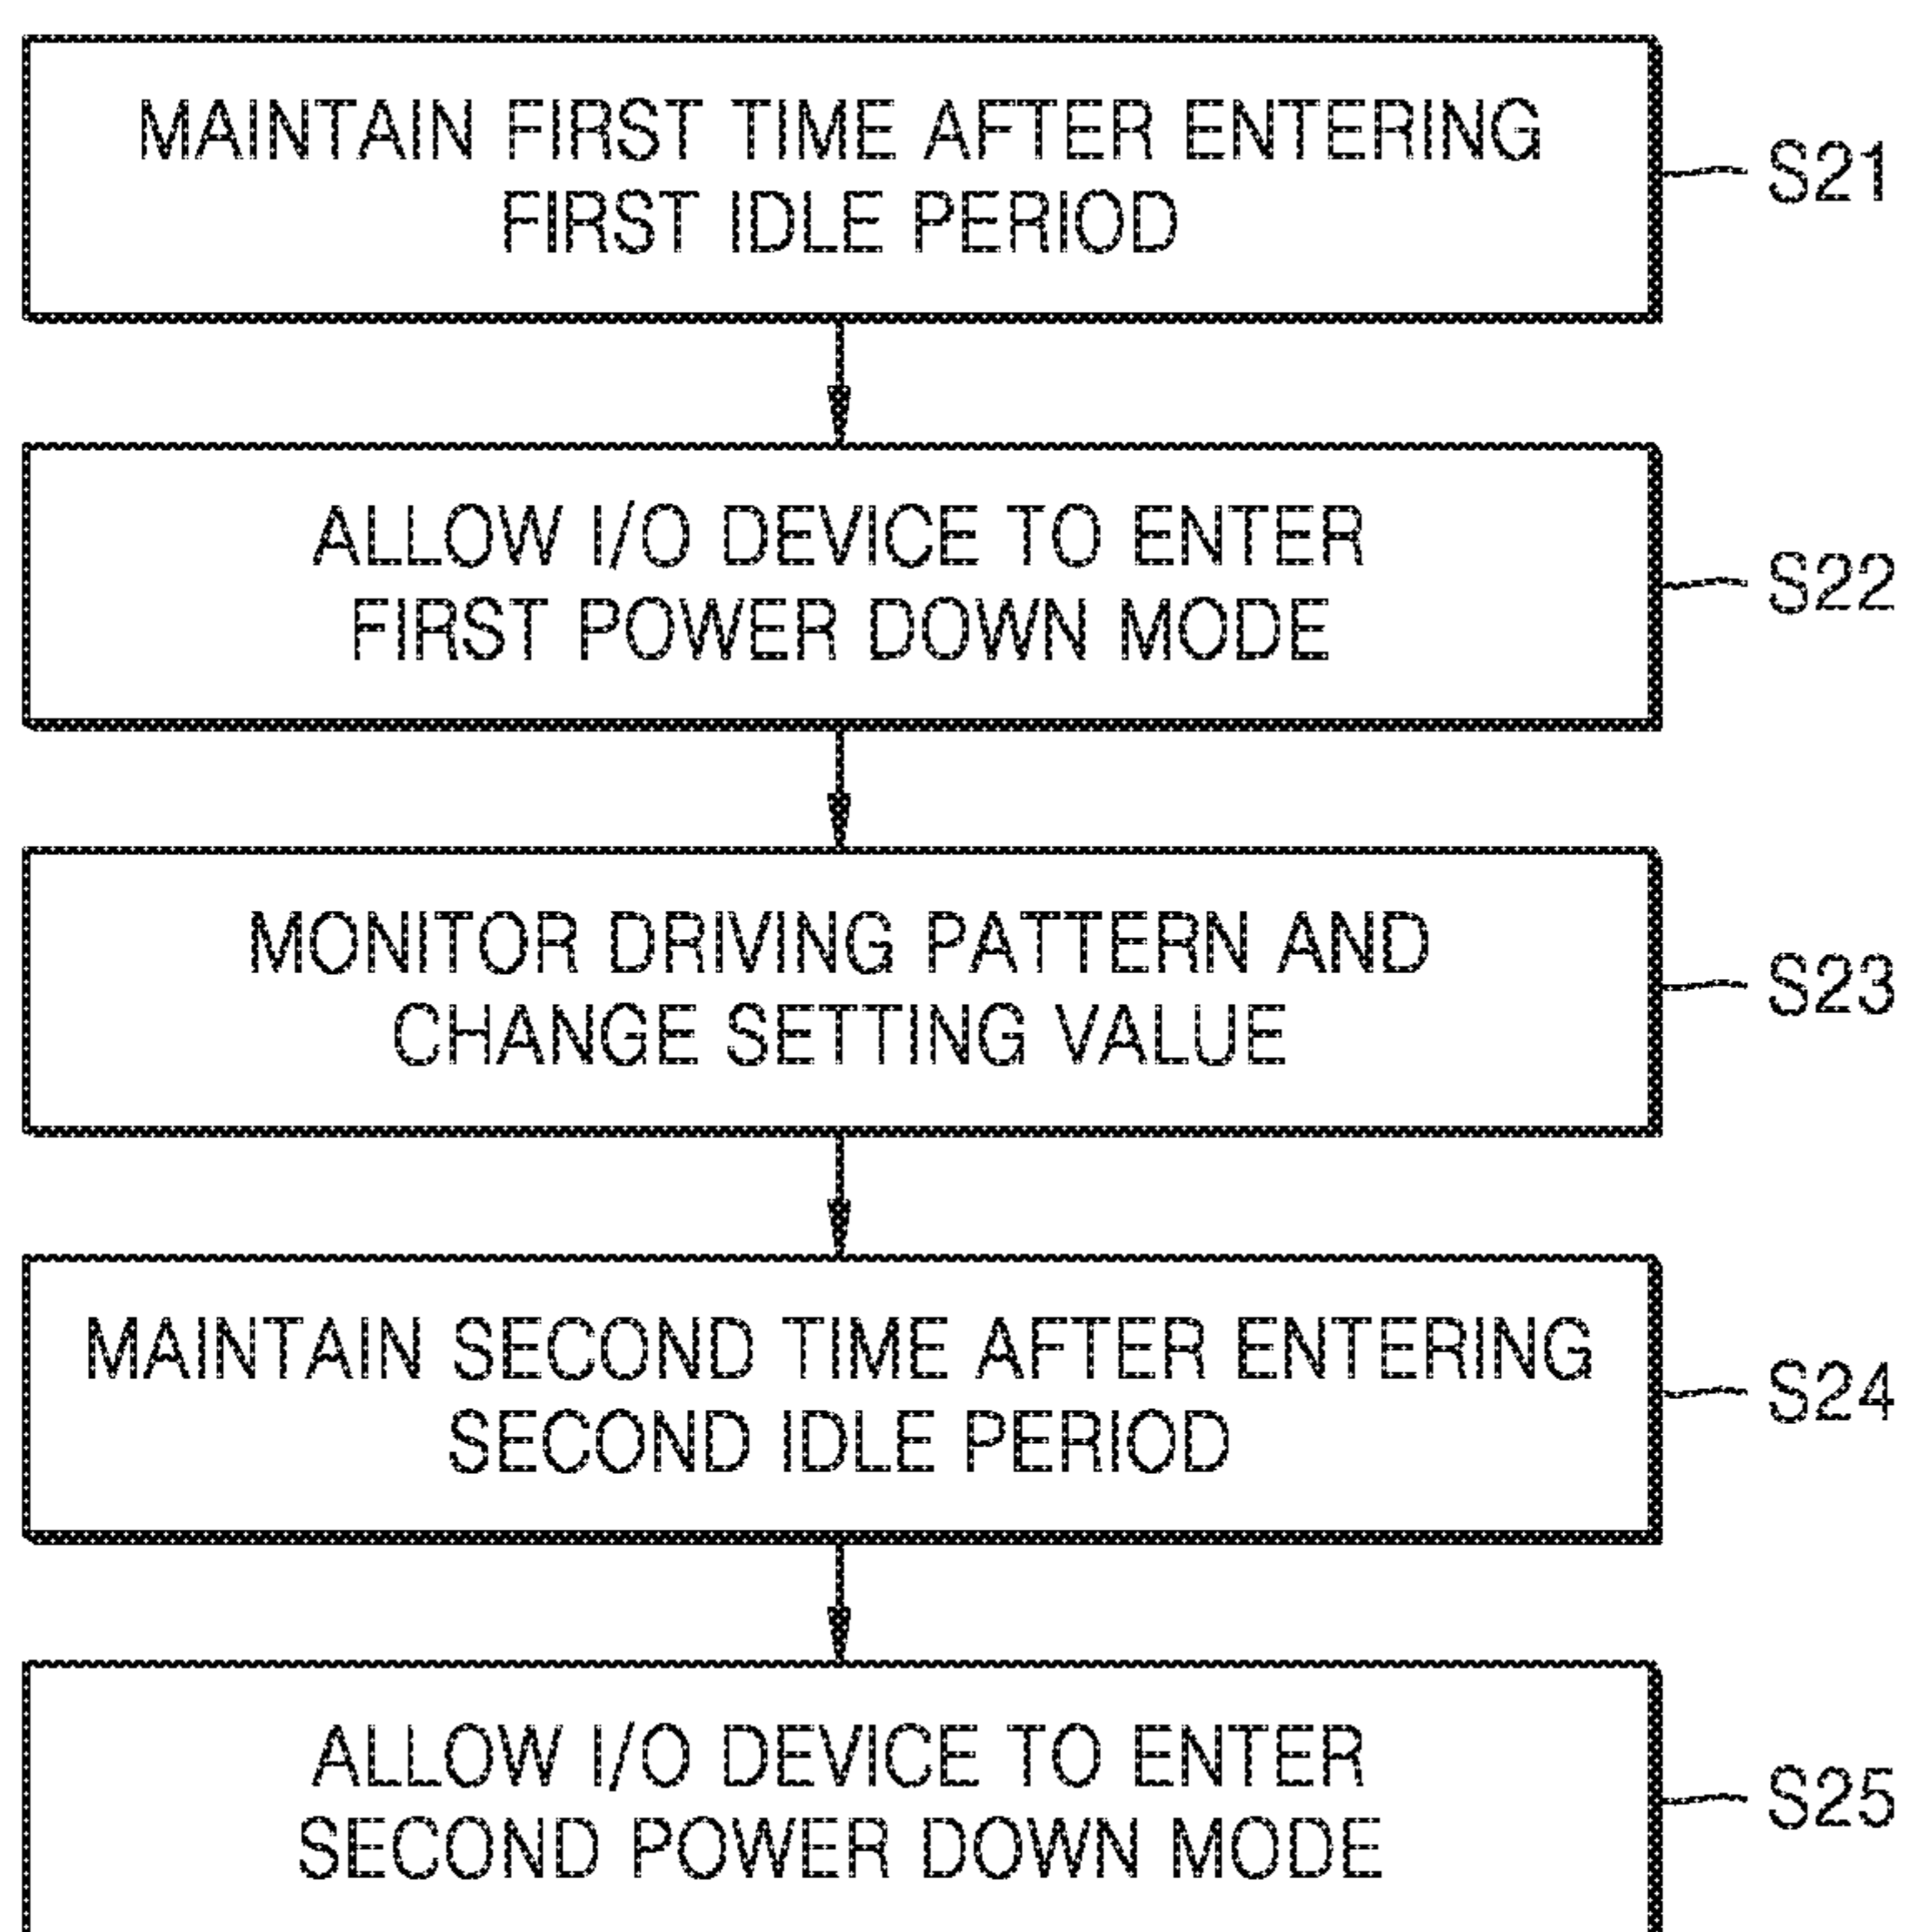 MAINTAIN FIRST TIME AFTER ENTERING
FIRST IDLE PERIOD
S21
ALLOW I/O DEVICE TO ENTER
FIRST POWER DOWN MODE
S22
MONITOR DRIVING PATTERN AND
CHANGE SETTING VALUE
S23
MAINTAIN SECOND TIME AFTER ENTERING
SECOND IDLE PERIOD
S24
ALLOW I/O DEVICE TO ENTER
SECOND POWER DOWN MODE
S25